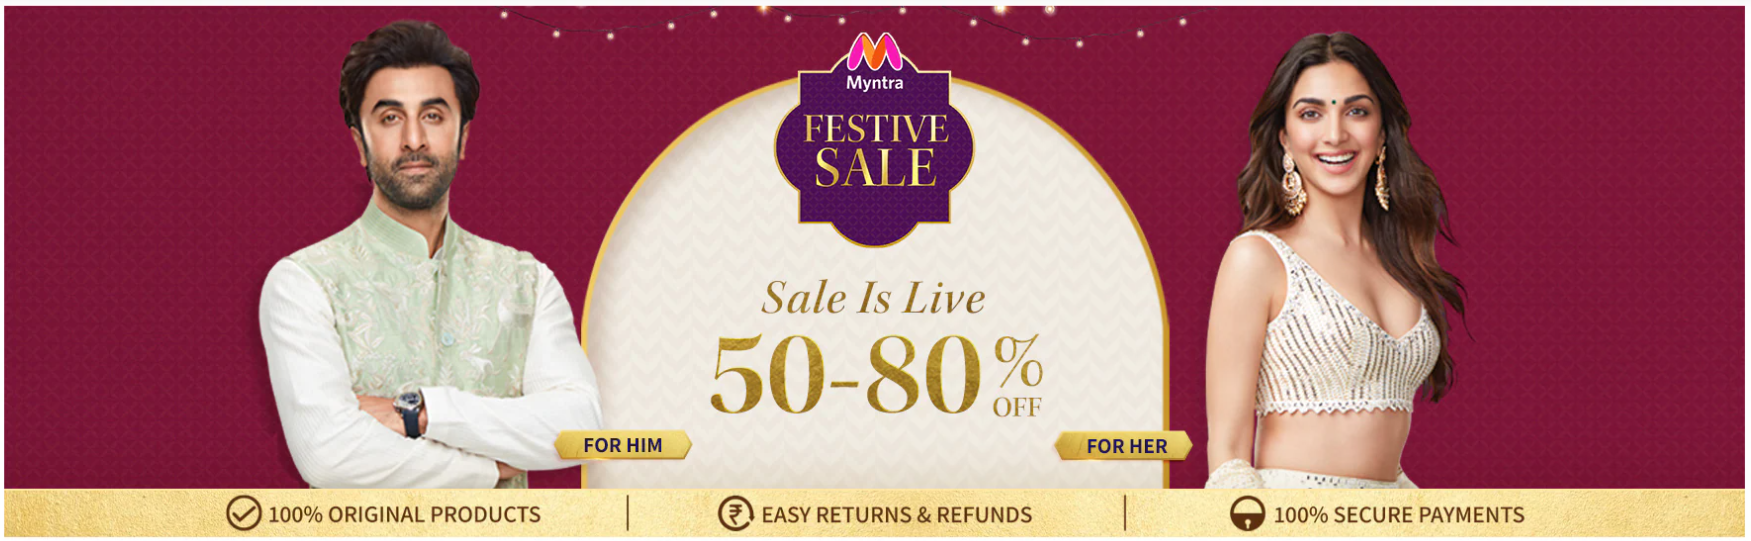 Myntra
FESTIVE
SALE
Sale Is Live
50-80%
OFF
FOR HIM
FOR HER
100% ORIGINAL PRODUCTS
EASY RETURNS & REFUNDS
100% SECURE PAYMENTS